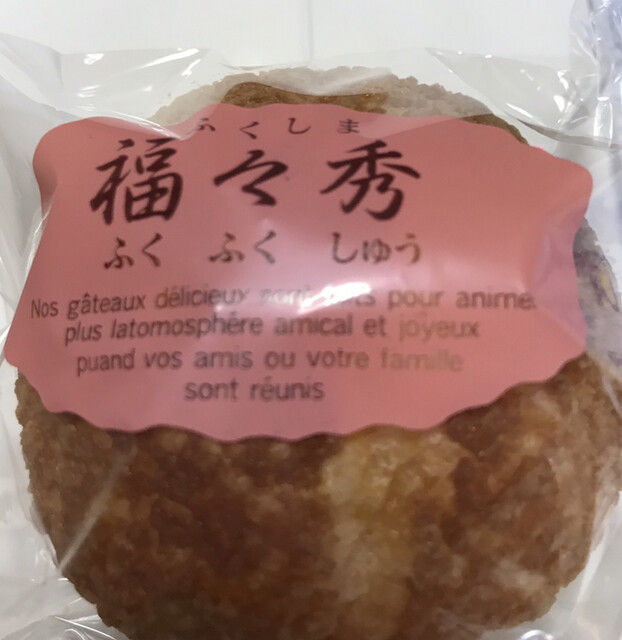 ふくしま
福々秀
ふく ふく しゅう
Nos gâteaux délicieux sont faits pour animer
plus latomosphére amical et joyeux
puand vos amis ou votre famille
sont réunis